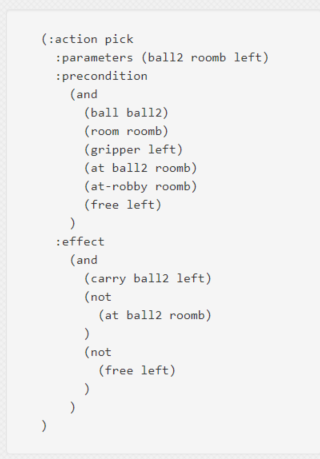 (:action pick
  :parameters (ball2 roomb left)
  :precondition
    (and
      (ball ball2)
      (room roomb)
      (gripper left)
      (at ball2 roomb)
      (at-robby roomb)
      (free left)
    )
  :effect
    (and
      (carry ball2 left)
      (not
        (at ball2 roomb)
      )
      (not
        (free left)
      )
    )
)